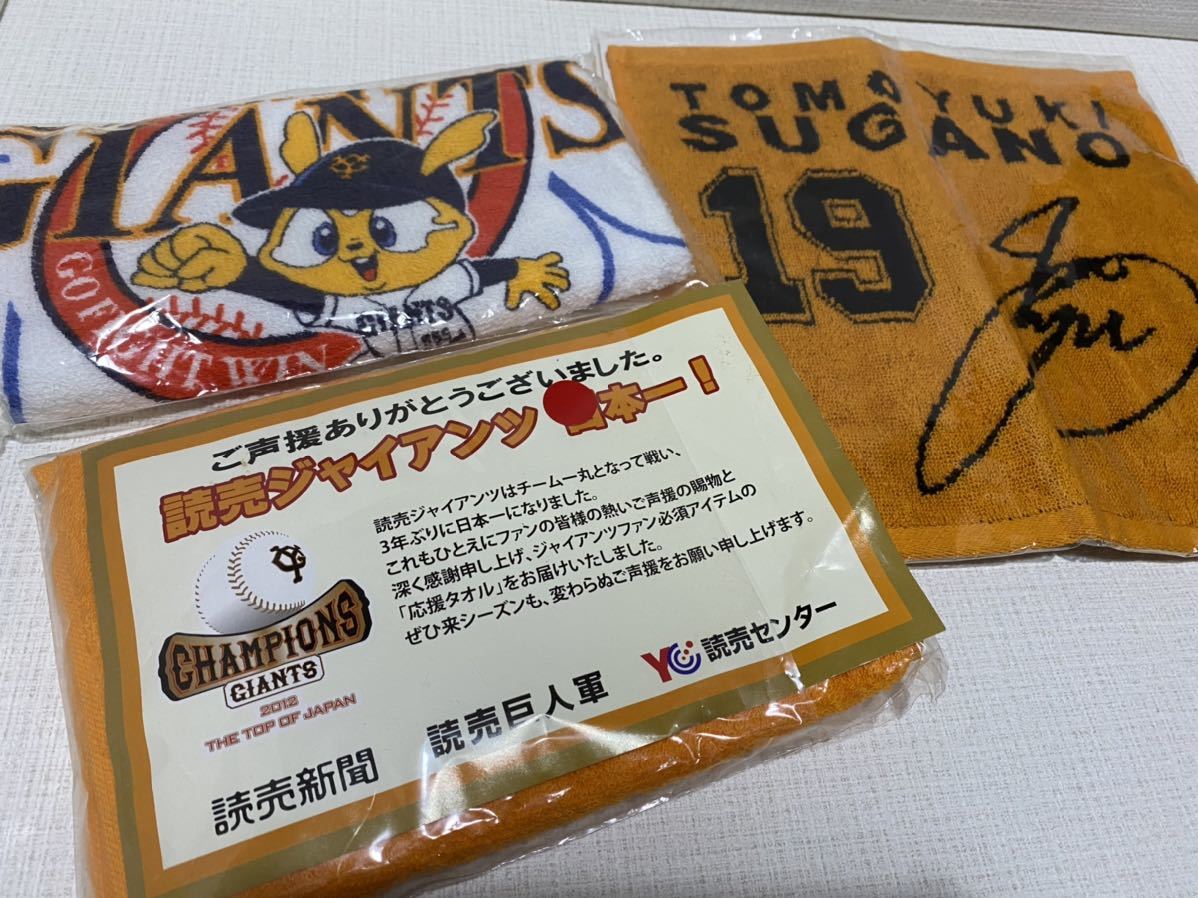 GIANTS
GO FIGHT WIN
GIANTS
TOMOYUKI
SUGANO
19
ご声援ありがとうございました。
読売ジャイアンツ 日本一！
読売ジャイアンツはチーム一丸となって戦い、
3年ぶりに日本一になりました。
これもひとえにファンの皆様の熱いご声援の賜物と
深く感謝申し上げ、ジャイアンツファン必須アイテムの
「応援タオル」をお届けいたしました。
ぜひ来シーズンも、変わらぬご声援をお願い申し上げます。
CHAMPIONS
GIANTS
2012
THE TOP OF JAPAN
読売新聞
読売巨人軍
YC 読売センター